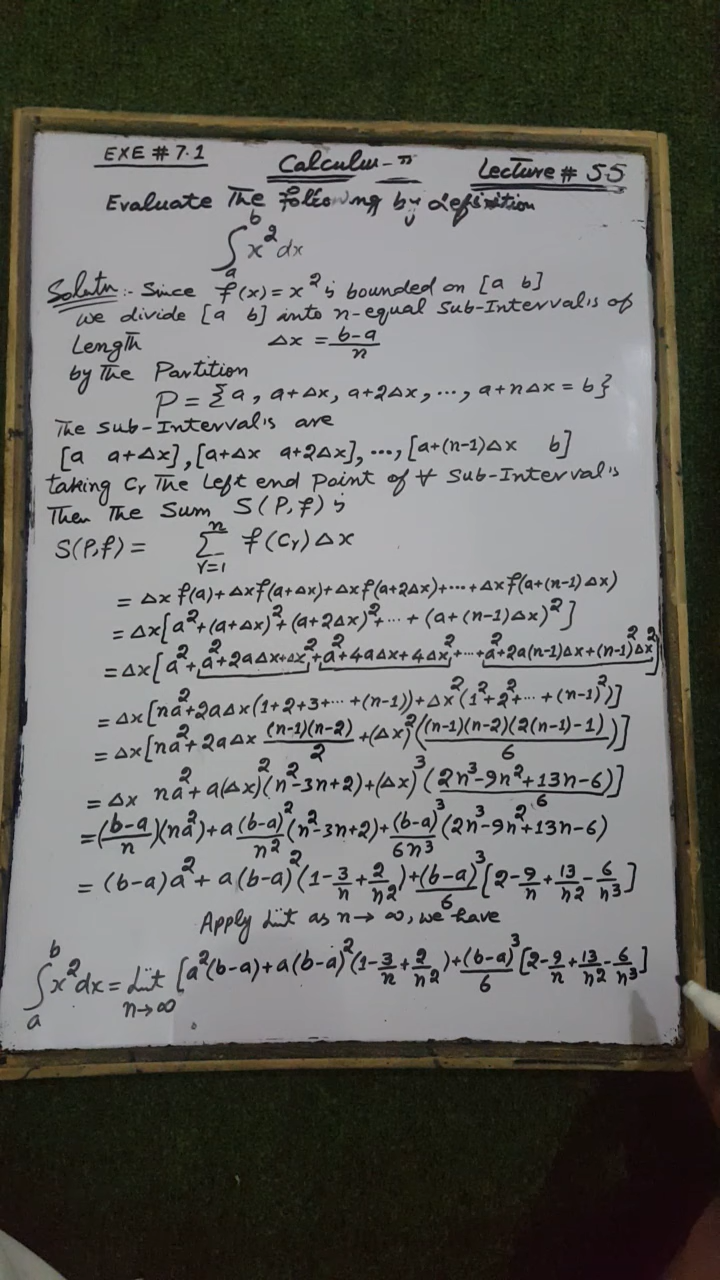 EXE # 7.1 Calculus-II Lecture # 55
Evaluate The following by definition
∫_a^b x² dx
Solutn:- Since f(x) = x² is bounded on [a b]
we divide [a b] into n-equal Sub-Intervals of
Length Δx = (b-a)/n
by The Partition
P = {a, a+Δx, a+2Δx, ..., a+nΔx = b}
The Sub-Intervals are
[a a+Δx], [a+Δx a+2Δx], ..., [a+(n-1)Δx b]
taking Cr The Left end Point of ∀ Sub-Intervals
Then The Sum S(P,f) is
S(P,f) = Σ_{r=1}^{n} f(Cr) Δx
= Δx f(a) + Δx f(a+Δx) + Δx f(a+2Δx) + ... + Δx f(a+(n-1)Δx)
= Δx[a² + (a+Δx)² + (a+2Δx)² + ... + (a+(n-1)Δx)²]
= Δx[a² + a²+2aΔx+Δx² + a²+4aΔx+4Δx² + ... + a²+2a(n-1)Δx+(n-1)²Δx²]
= Δx[na²+2aΔx(1+2+3+...+(n-1))+Δx²(1²+2²+...+(n-1)²)]
= Δx[na²+2aΔx (n-1)(n-2)/2 + (Δx)²((n-1)(n-2)(2(n-1)-1)/6)]
= Δx na²+a(Δx)²(n²-3n+2)+(Δx)³(2n³-9n²+13n-6)/6]
= ((b-a)/n)(na²)+a (b-a)²/n² (n²-3n+2)+(b-a)³/6n³ (2n³-9n²+13n-6)
= (b-a)a² + a(b-a)²(1-3/n+2/n²)+(b-a)³/6 [2-9/n+13/n²-6/n³]
Apply Lit as n→∞, we have
∫_a^b x²dx = Lit_{n→∞} [a²(b-a)+a(b-a)²(1-3/n+2/n²)+(b-a)³/6 [2-9/n+13/n²-6/n³]